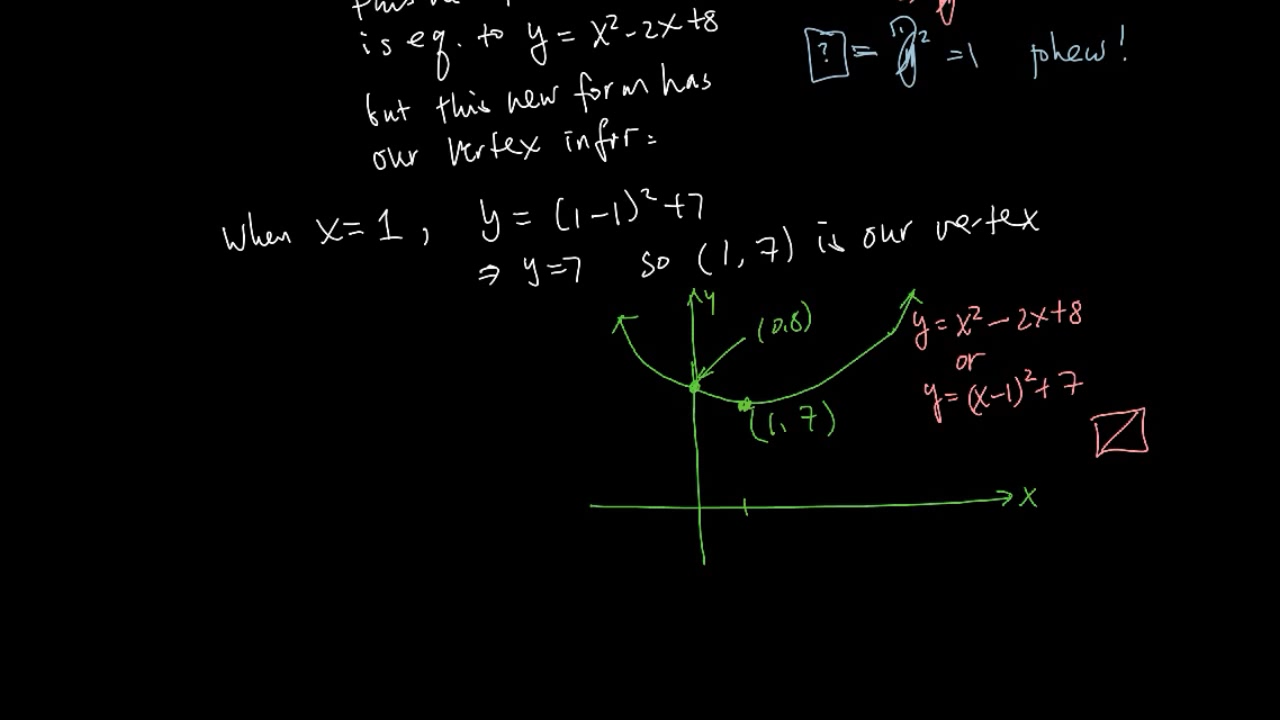 is eq. to y = x² - 2x + 8
but this new form has
our vertex infor:
[?] = 1² = 1 phew!
When x = 1, y = (1-1)² + 7
⇒ y = 7 so (1, 7) is our vertex
y
(0,8)
(1, 7)
x
y = x² - 2x + 8
or
y = (x-1)² + 7